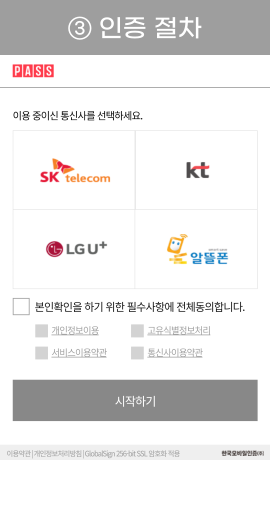 ③ 인증 절차
PASS
이용 중이신 통신사를 선택하세요.
SK telecom
kt
LG U+
알뜰폰
본인확인을 하기 위한 필수사항에 전체동의합니다.
개인정보이용
고유식별정보처리
서비스이용약관
통신사이용약관
시작하기
이용약관 | 개인정보처리방침 | GlobalSign 256-bit SSL 암호화 적용
한국모바일인증㈜